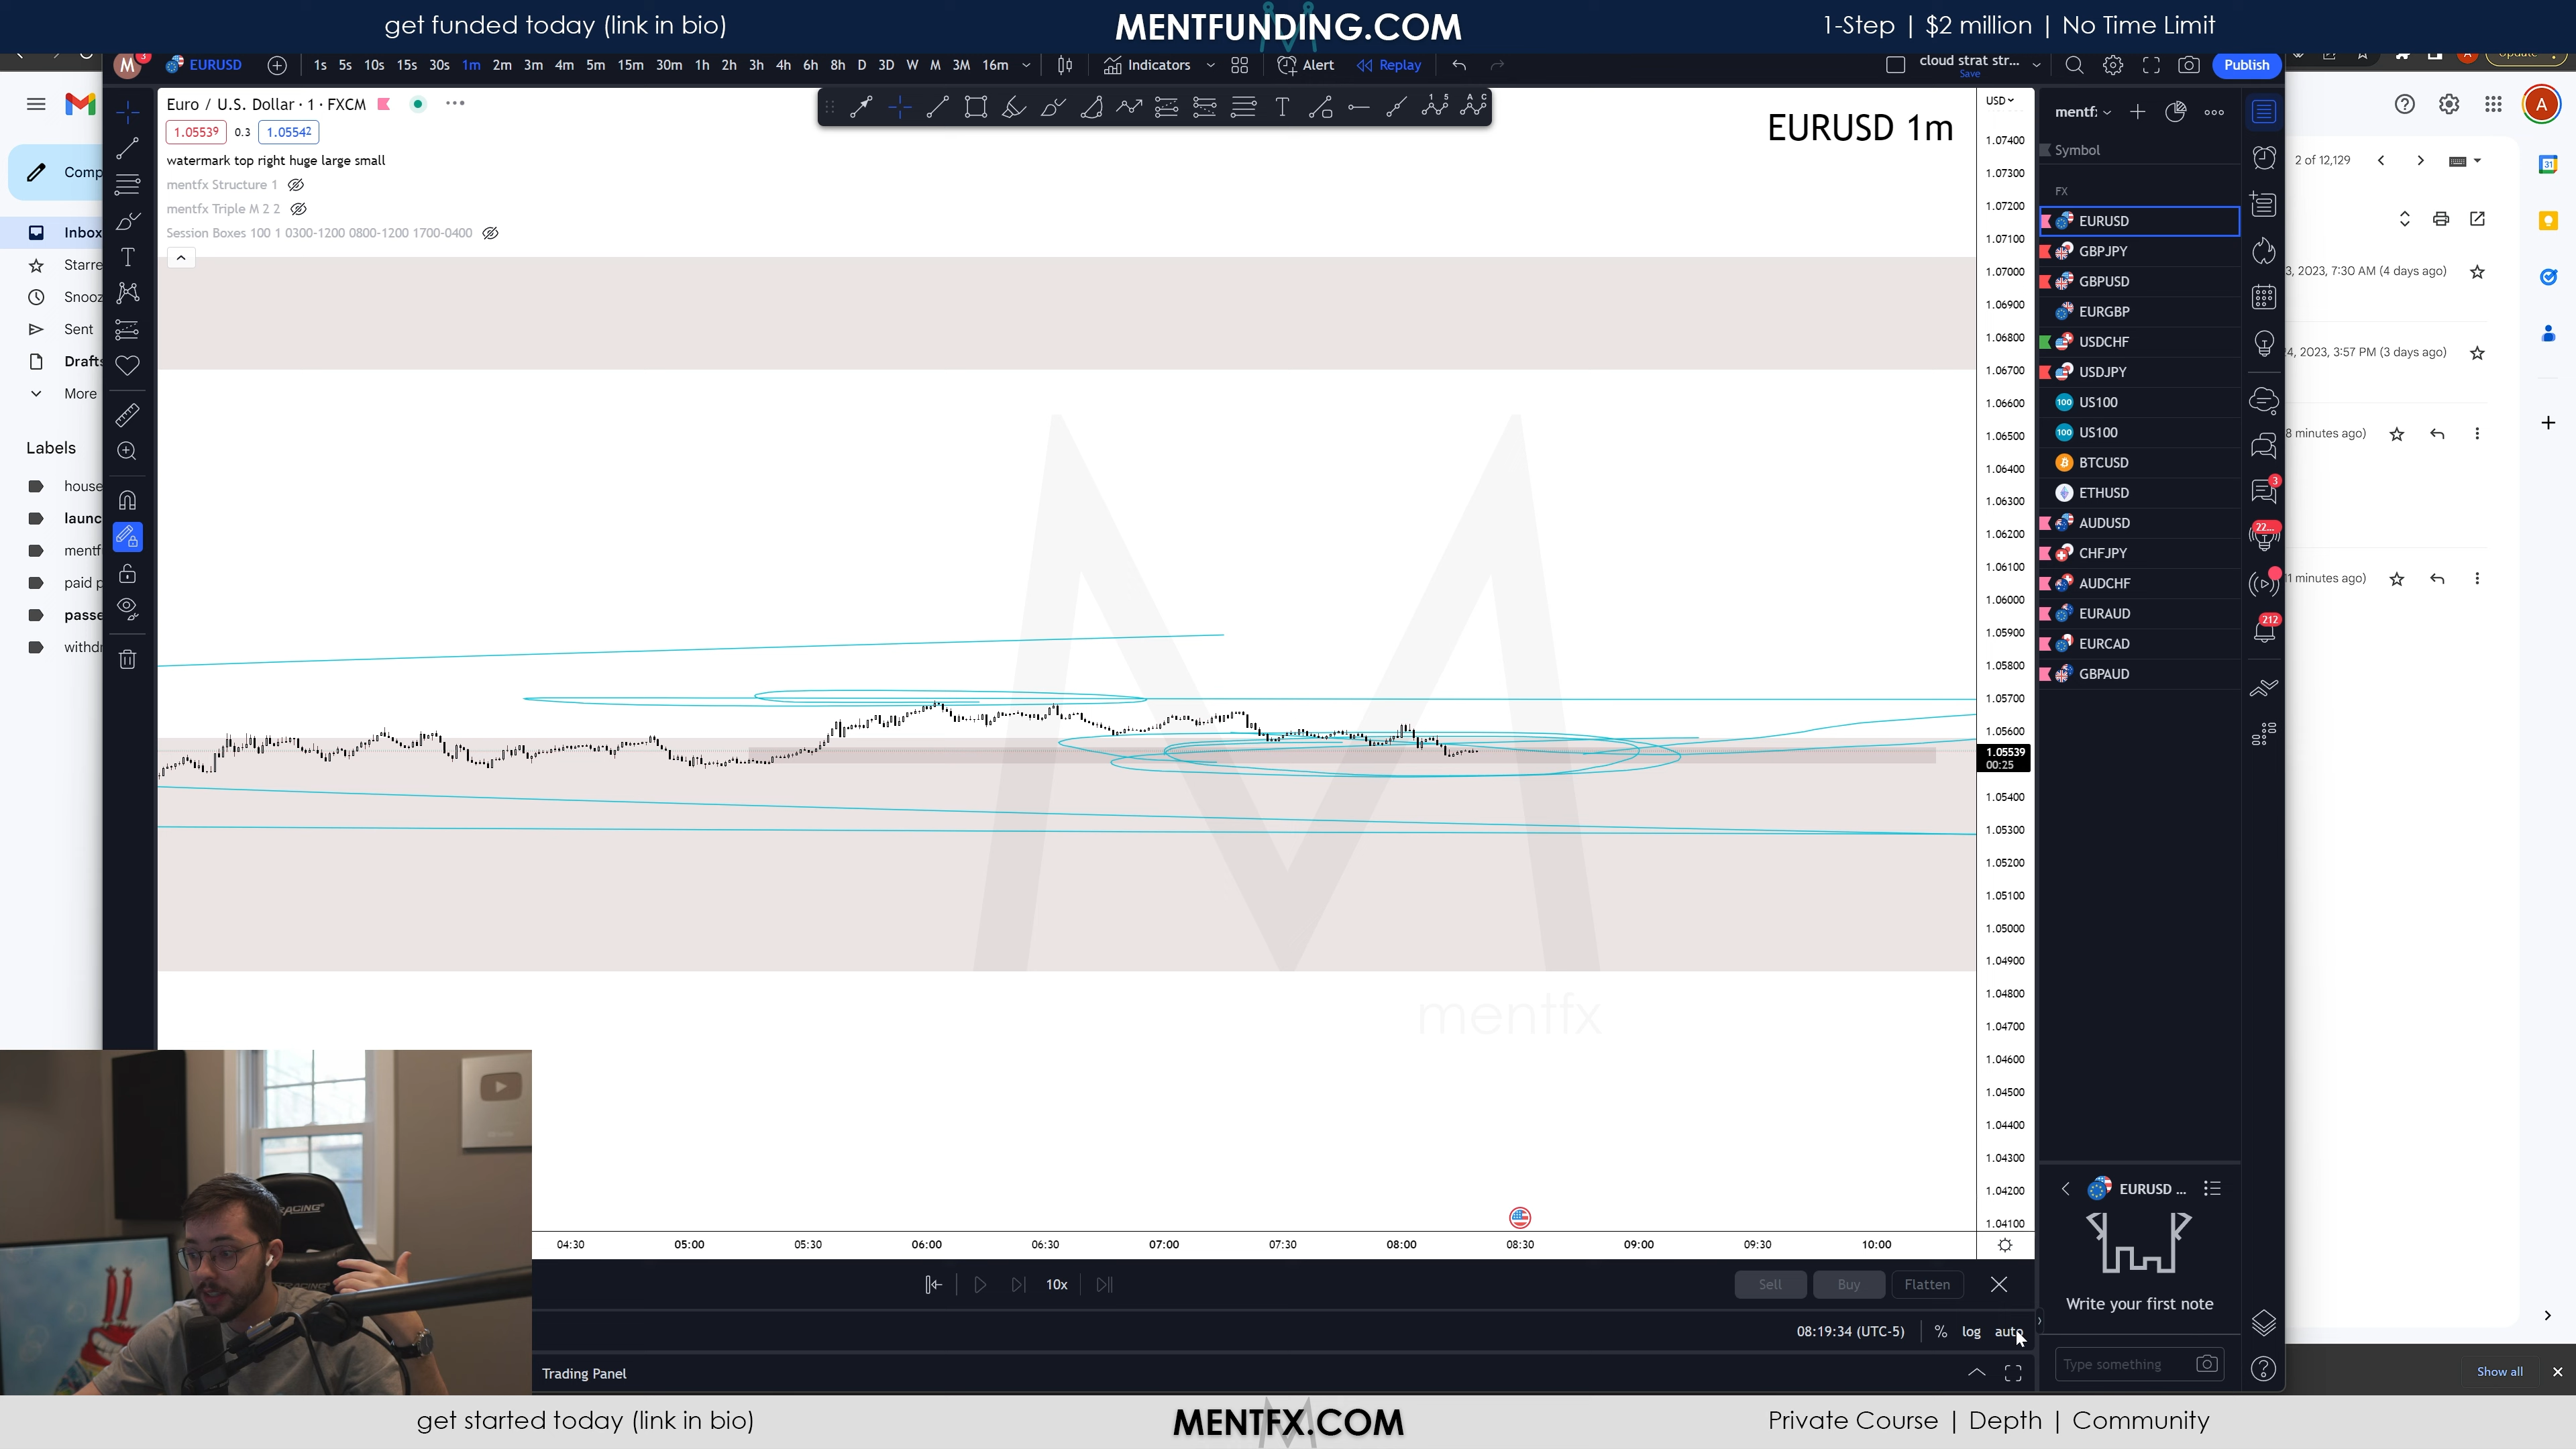 get funded today (link in bio)
MENTFUNDING.COM
1-Step | $2 million | No Time Limit
M 3
EURUSD
1s 5s 10s 15s 30s 1m 2m 3m 4m 5m 15m 30m 1h 2h 3h 4h 6h 8h D 3D W M 3M 16m
Indicators
Alert
Replay
cloud strat str...
Save
Publish
Euro / U.S. Dollar · 1 · FXCM
1.05539 0.3 1.05542
watermark top right huge large small
mentfx Structure 1
mentfx Triple M 2 2
Session Boxes 100 1 0300-1200 0800-1200 1700-0400
EURUSD 1m
USD
1.07400
1.07300
1.07200
1.07100
1.07000
1.06900
1.06800
1.06700
1.06600
1.06500
1.06400
1.06300
1.06200
1.06100
1.06000
1.05900
1.05800
1.05700
1.05600
1.05539
00:25
1.05400
1.05300
1.05200
1.05100
1.05000
1.04900
1.04800
1.04700
1.04600
1.04500
1.04400
1.04300
1.04200
1.04100
mentfx
04:30 05:00 05:30 06:00 06:30 07:00 07:30 08:00 08:30 09:00 09:30 10:00
10x
Sell Buy Flatten
08:19:34 (UTC-5) % log auto
Trading Panel
Comp
Inbox
Starre
Snooz
Sent
Drafts
More
Labels
house
launc
mentf
paid p
passe
withdr
Symbol
FX
EURUSD
GBPJPY
GBPUSD
EURGBP
USDCHF
USDJPY
100 US100
100 US100
BTCUSD
ETHUSD
AUDUSD
CHFJPY
AUDCHF
EURAUD
EURCAD
GBPAUD
3
22...
212
EURUSD ...
Write your first note
Type something
A
2 of 12,129
31
3, 2023, 7:30 AM (4 days ago)
4, 2023, 3:57 PM (3 days ago)
8 minutes ago)
1 minutes ago)
Show all
get started today (link in bio)
MENTFX.COM
Private Course | Depth | Community